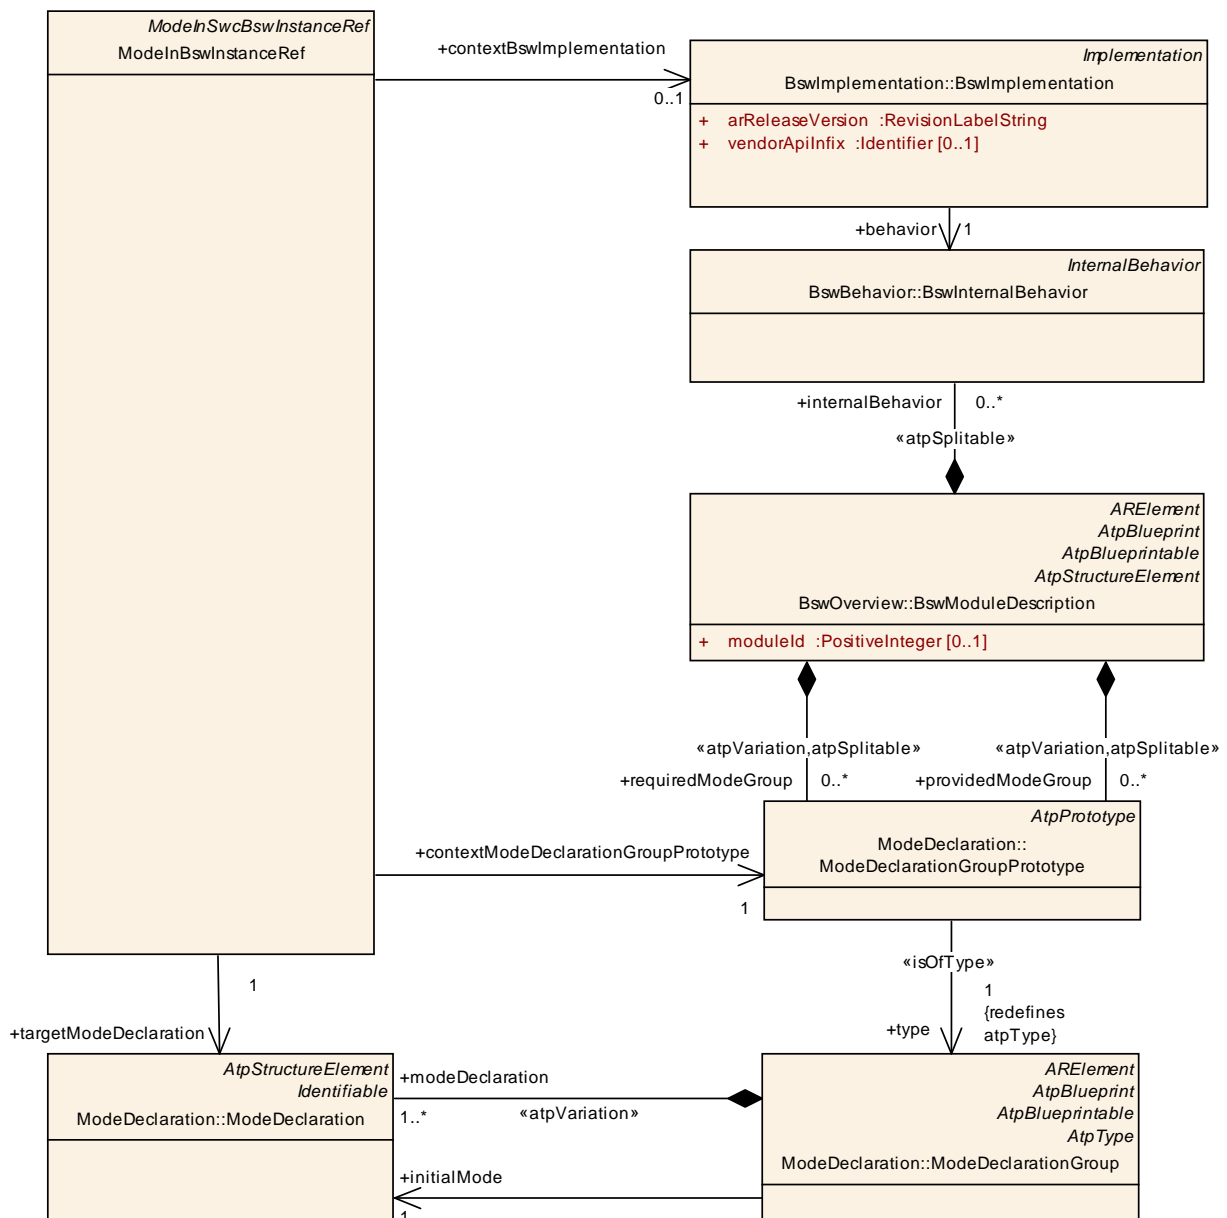 ModeInSwcBswInstanceRef
ModeInBswInstanceRef
+contextBswImplementation
0..1
Implementation
BswImplementation::BswImplementation
+ arReleaseVersion :RevisionLabelString
+ vendorApiInfix :Identifier [0..1]
+behavior
1
InternalBehavior
BswBehavior::BswInternalBehavior
+internalBehavior
0..*
«atpSplitable»
ARElement
AtpBlueprint
AtpBlueprintable
AtpStructureElement
BswOverview::BswModuleDescription
+ moduleId :PositiveInteger [0..1]
«atpVariation,atpSplitable»
«atpVariation,atpSplitable»
+requiredModeGroup
0..*
+providedModeGroup
0..*
+contextModeDeclarationGroupPrototype
1
AtpPrototype
ModeDeclaration::
ModeDeclarationGroupPrototype
«isOfType»
1
{redefines
atpType}
+type
1
+targetModeDeclaration
AtpStructureElement
Identifiable
ModeDeclaration::ModeDeclaration
+modeDeclaration
1..*
«atpVariation»
ARElement
AtpBlueprint
AtpBlueprintable
AtpType
ModeDeclaration::ModeDeclarationGroup
+initialMode
1